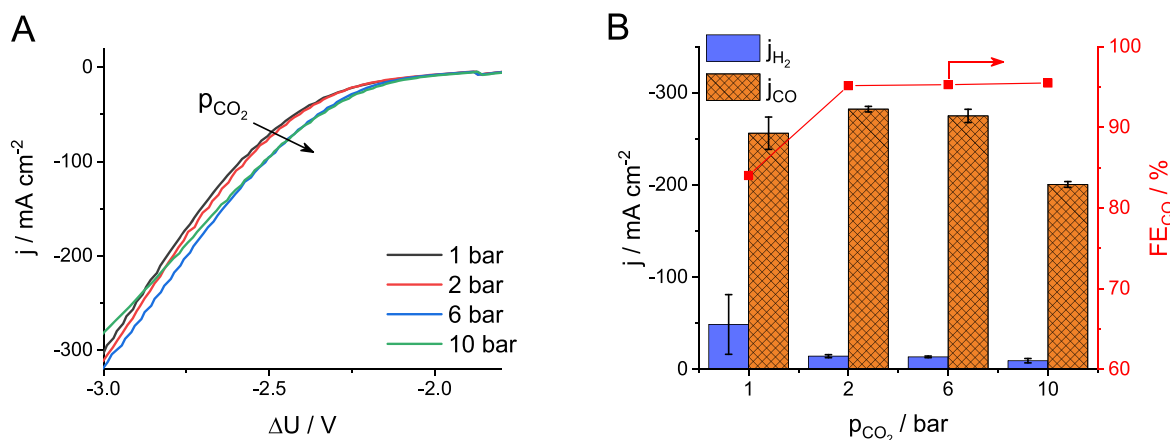 A
j / mA cm-2
0
-100
-200
-300
pCO2
1 bar
2 bar
6 bar
10 bar
-3.0
-2.5
-2.0
ΔU / V
B
jH2
jCO
j / mA cm-2
-300
-200
-100
0
1
2
6
10
pCO2 / bar
100
90
80
70
60
FECO / %